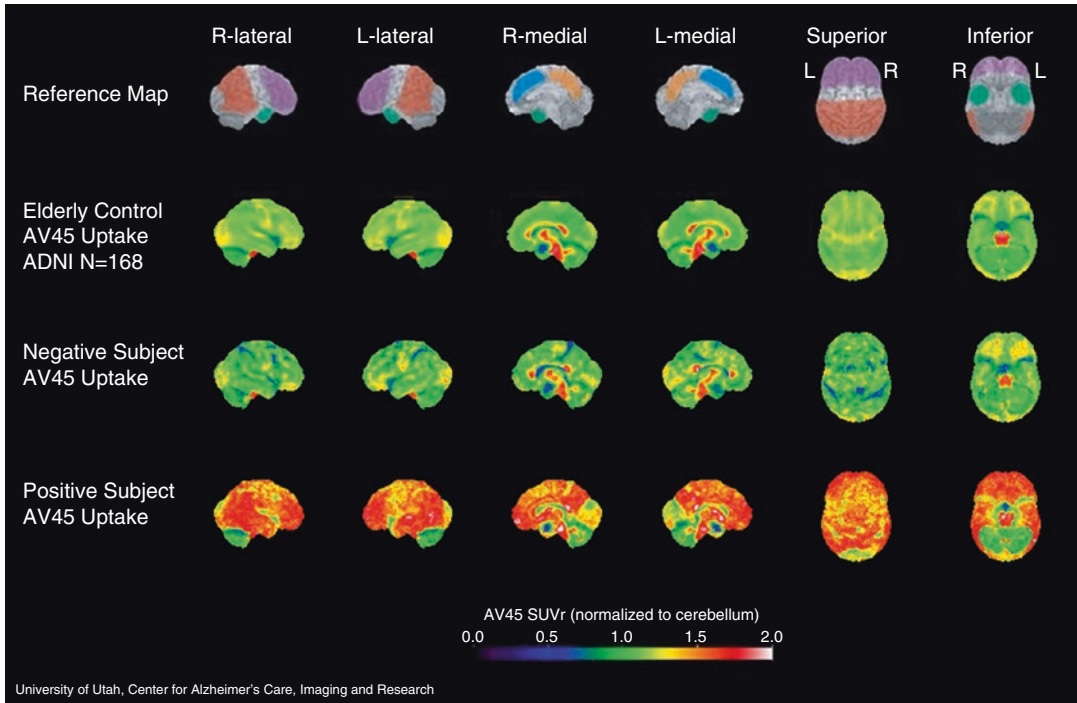 R-lateral L-lateral R-medial L-medial Superior Inferior
Reference Map
L R R L
Elderly Control
AV45 Uptake
ADNI N=168
Negative Subject
AV45 Uptake
Positive Subject
AV45 Uptake
AV45 SUVr (normalized to cerebellum)
0.0 0.5 1.0 1.5 2.0
University of Utah, Center for Alzheimer's Care, Imaging and Research